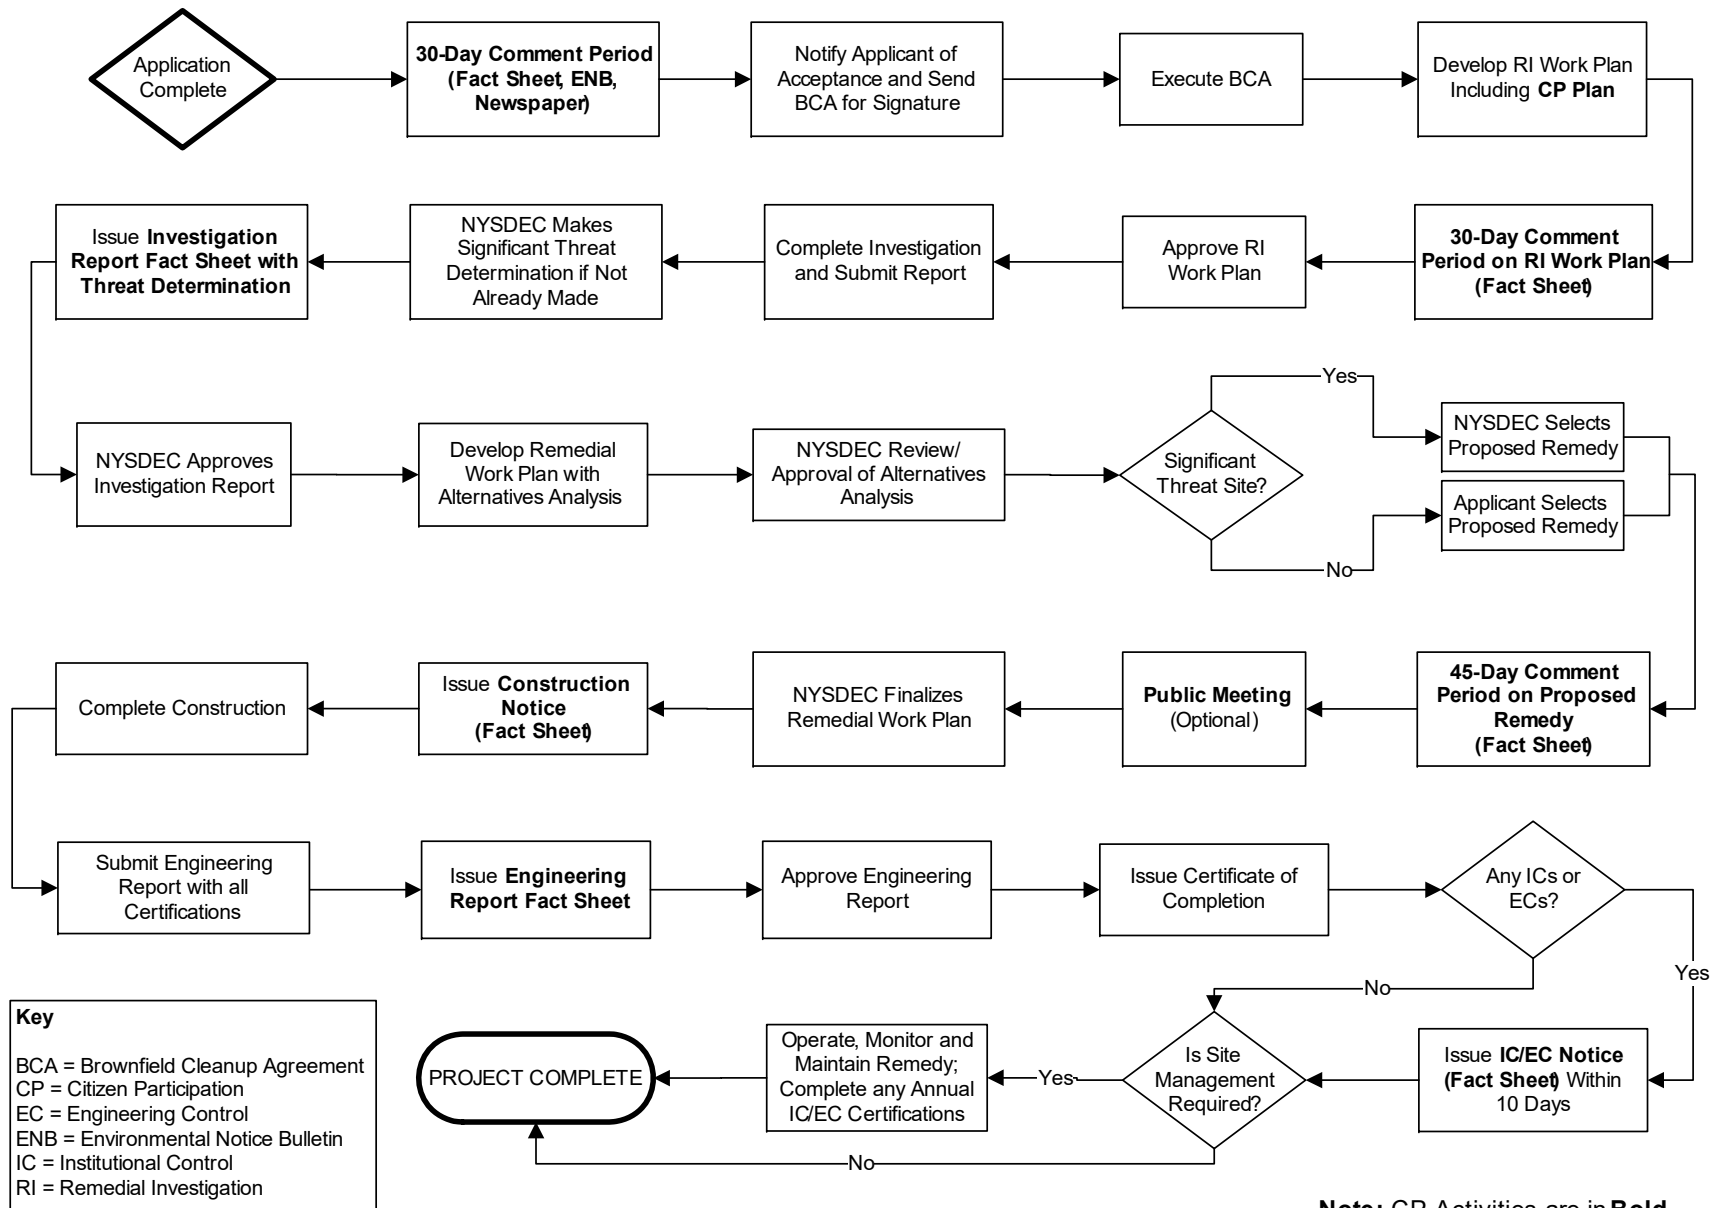 Application
Complete
30-Day Comment Period
(Fact Sheet, ENB,
Newspaper)
Notify Applicant of
Acceptance and Send
BCA for Signature
Execute BCA
Develop RI Work Plan
Including CP Plan
30-Day Comment
Period on RI Work Plan
(Fact Sheet)
Approve RI
Work Plan
Complete Investigation
and Submit Report
NYSDEC Makes
Significant Threat
Determination if Not
Already Made
Issue Investigation
Report Fact Sheet with
Threat Determination
NYSDEC Approves
Investigation Report
Develop Remedial
Work Plan with
Alternatives Analysis
NYSDEC Review/
Approval of Alternatives
Analysis
Significant
Threat Site?
Yes
NYSDEC Selects
Proposed Remedy
No
Applicant Selects
Proposed Remedy
45-Day Comment
Period on Proposed
Remedy
(Fact Sheet)
Public Meeting
(Optional)
NYSDEC Finalizes
Remedial Work Plan
Issue Construction
Notice
(Fact Sheet)
Complete Construction
Submit Engineering
Report with all
Certifications
Issue Engineering
Report Fact Sheet
Approve Engineering
Report
Issue Certificate of
Completion
Any ICs or
ECs?
Yes
No
Issue IC/EC Notice
(Fact Sheet) Within
10 Days
Is Site
Management
Required?
Yes
Operate, Monitor and
Maintain Remedy;
Complete any Annual
IC/EC Certifications
No
PROJECT COMPLETE
Key
BCA = Brownfield Cleanup Agreement
CP = Citizen Participation
EC = Engineering Control
ENB = Environmental Notice Bulletin
IC = Institutional Control
RI = Remedial Investigation
Note: CP Activities are in Bold